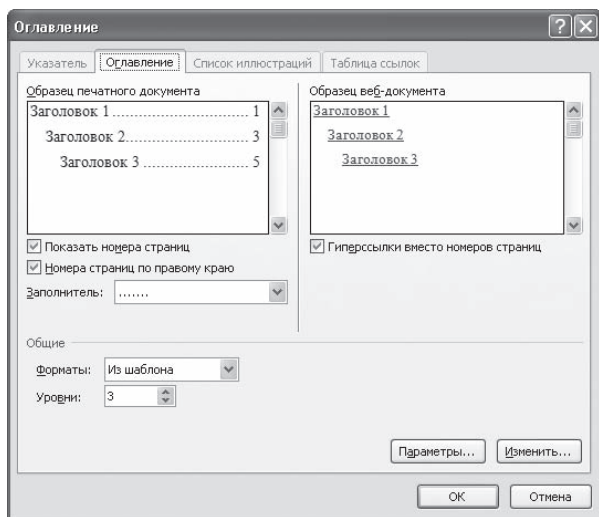 Оглавление
Указатель Оглавление Список иллюстраций Таблица ссылок
Образец печатного документа
Заголовок 1 ........................ 1
Заголовок 2...................... 3
Заголовок 3 ................... 5
Показать номера страниц
Номера страниц по правому краю
Заполнитель: .......
Образец веб-документа
Заголовок 1
Заголовок 2
Заголовок 3
Гиперссылки вместо номеров страниц
Общие
Форматы: Из шаблона
Уровни: 3
Параметры... Изменить...
ОК Отмена